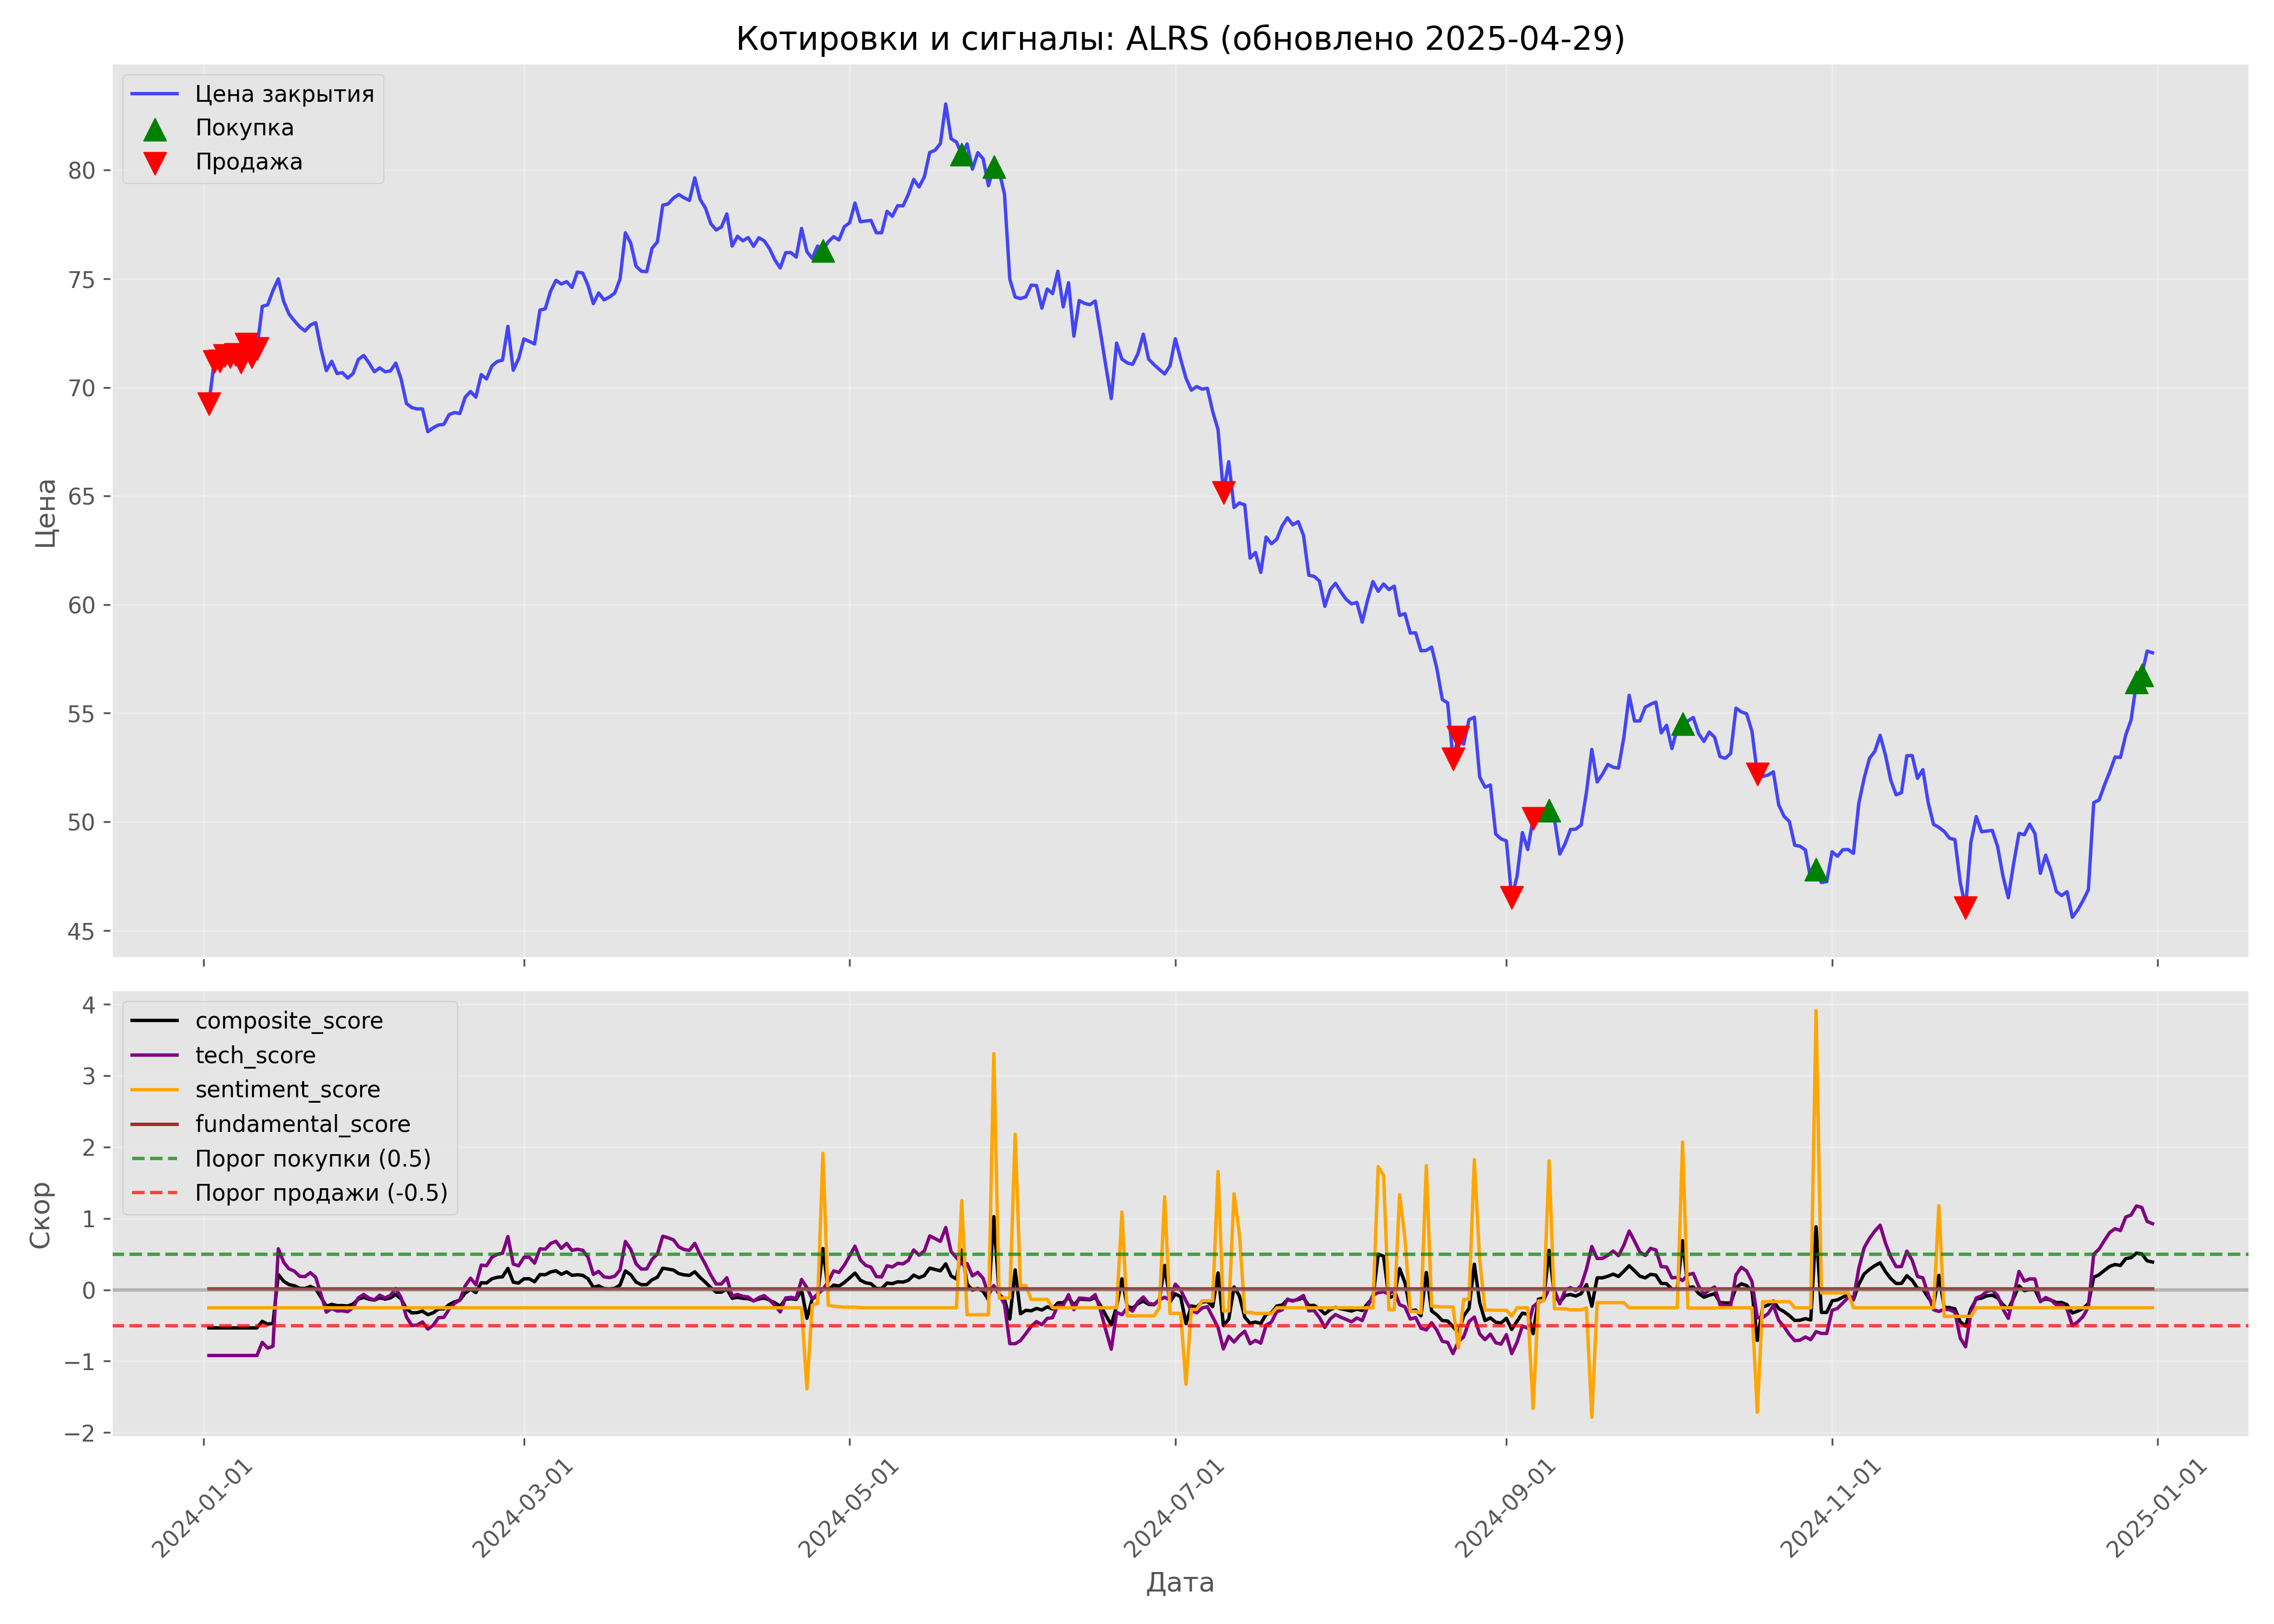 Котировки и сигналы: ALRS (обновлено 2025-04-29)
Цена закрытия
Покупка
Продажа
Цена
80
75
70
65
60
55
50
45
composite_score
tech_score
sentiment_score
fundamental_score
Порог покупки (0.5)
Порог продажи (-0.5)
Скор
4
3
2
1
0
−1
−2
2024-01-01
2024-03-01
2024-05-01
2024-07-01
2024-09-01
2024-11-01
2025-01-01
Дата